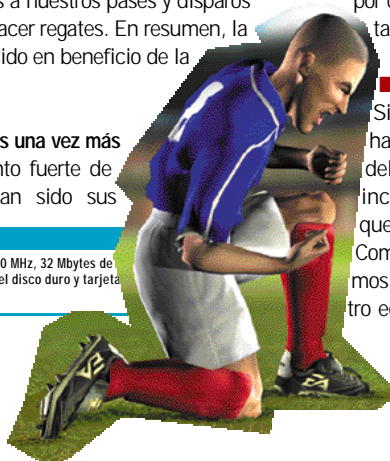 s a nuestros pases y disparos
acer regates. En resumen, la
ido en beneficio de la
s una vez más
nto fuerte de
an sido sus
0 MHz, 32 Mbytes de
el disco duro y tarjeta
por
ta
Si
ha
del
inc
que
Com
mos
tro e
EA